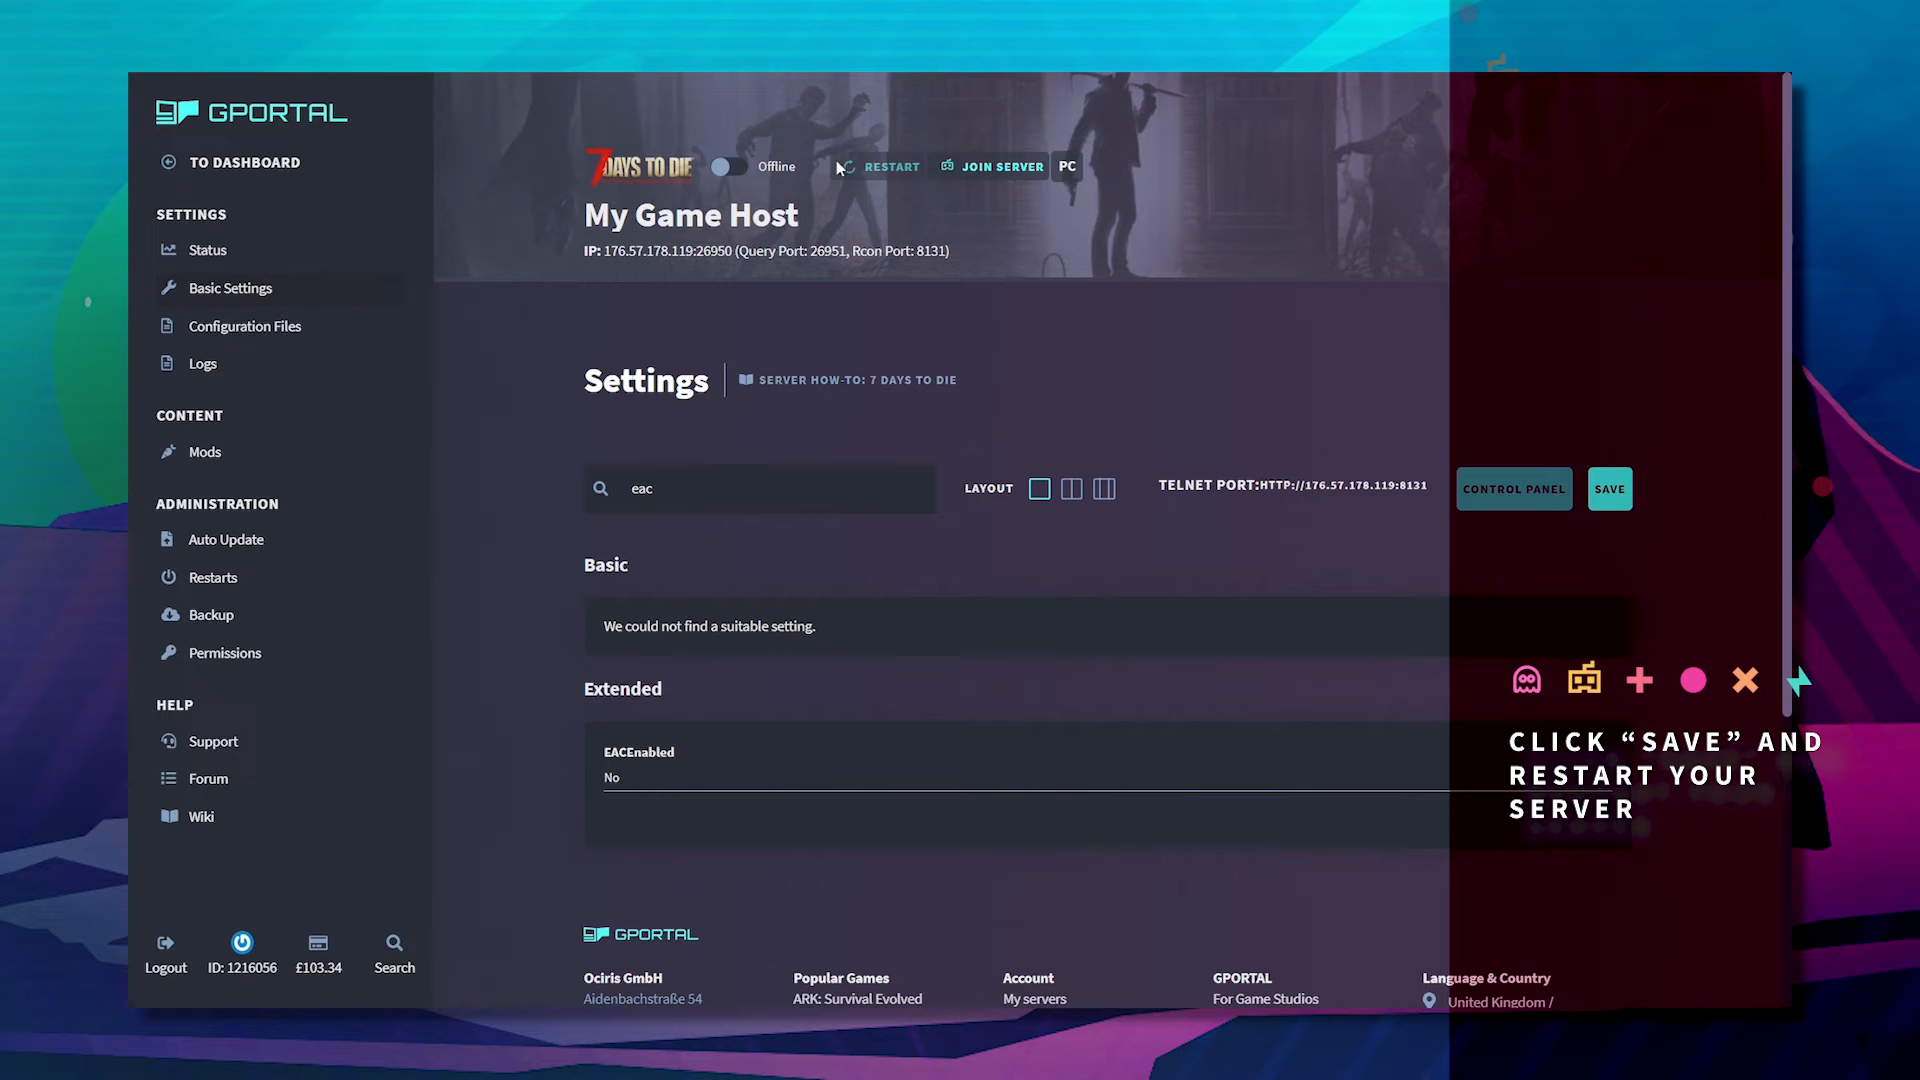 GPORTAL
TO DASHBOARD
SETTINGS
Status
Basic Settings
Configuration Files
Logs
CONTENT
Mods
ADMINISTRATION
Auto Update
Restarts
Backup
Permissions
HELP
Support
Forum
Wiki
Logout
ID: 1216056
£103.34
Search
7 DAYS TO DIE
Offline
RESTART
JOIN SERVER
PC
My Game Host
IP: 176.57.178.119:26950 (Query Port: 26951, Rcon Port: 8131)
Settings
SERVER HOW-TO: 7 DAYS TO DIE
eac
LAYOUT
TELNET PORT:HTTP://176.57.178.119:8131
CONTROL PANEL
SAVE
Basic
We could not find a suitable setting.
Extended
EACEnabled
No
CLICK “SAVE” AND
RESTART YOUR
SERVER
GPORTAL
Ociris GmbH
Aidenbachstraße 54
Popular Games
ARK: Survival Evolved
Account
My servers
GPORTAL
For Game Studios
Language & Country
United Kingdom /